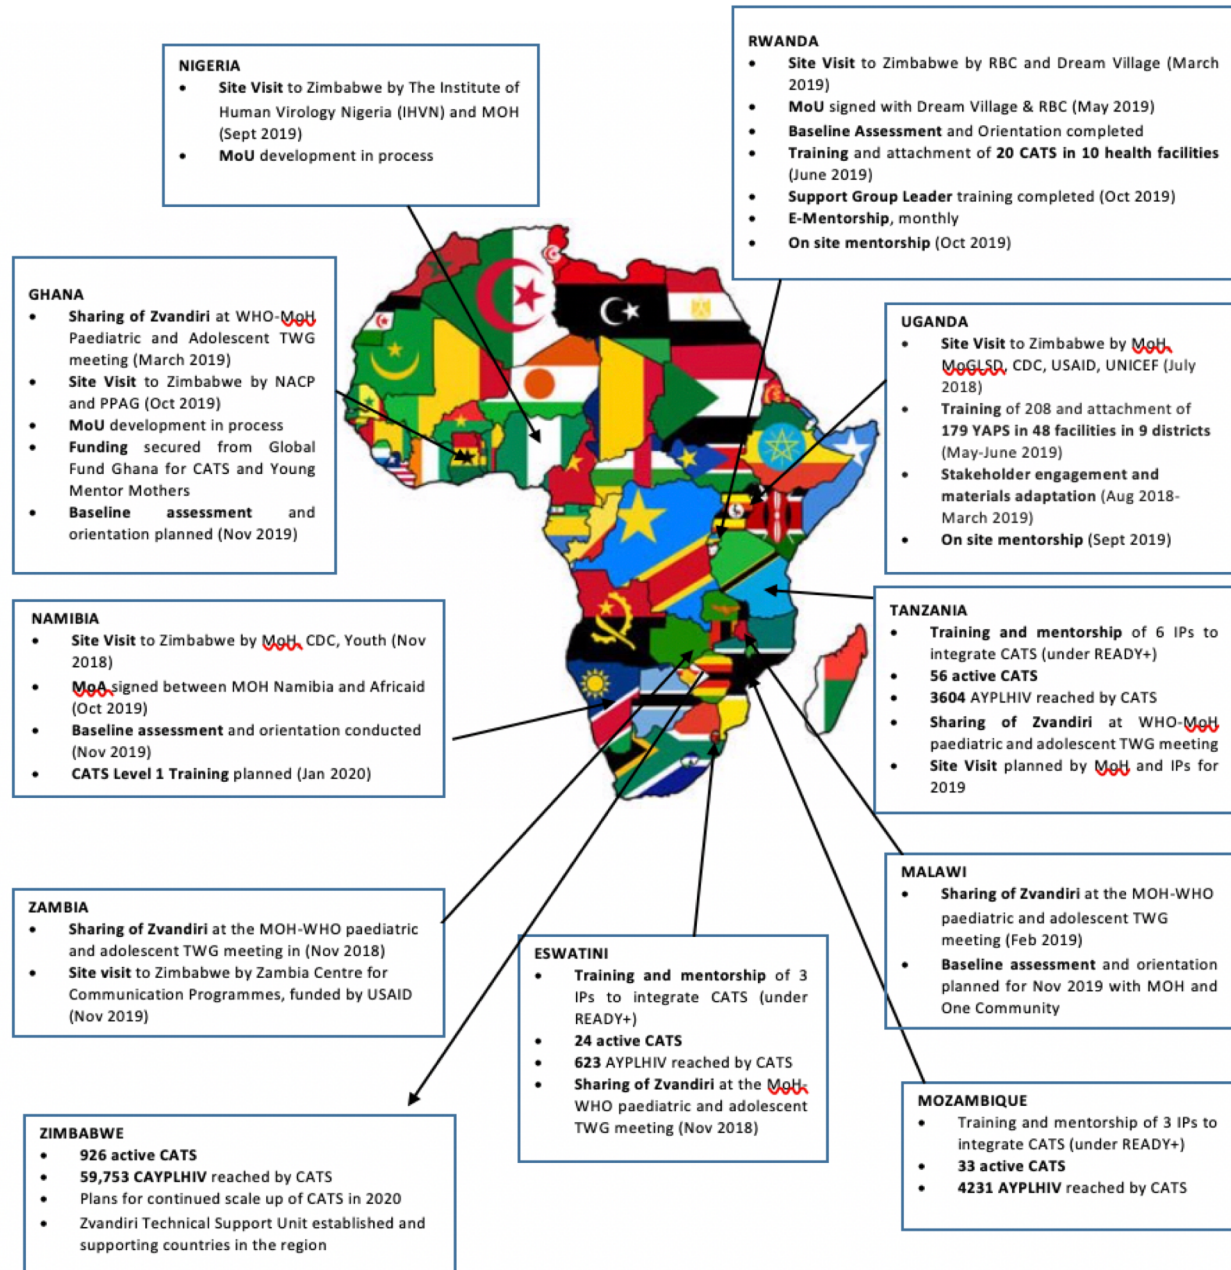 NIGERIA
• Site Visit to Zimbabwe by The Institute of
Human Virology Nigeria (IHVN) and MOH
(Sept 2019)
• MoU development in process
RWANDA
• Site Visit to Zimbabwe by RBC and Dream Village (March
2019)
• MoU signed with Dream Village & RBC (May 2019)
• Baseline Assessment and Orientation completed
• Training and attachment of 20 CATS in 10 health facilities
(June 2019)
• Support Group Leader training completed (Oct 2019)
• E-Mentorship, monthly
• On site mentorship (Oct 2019)
GHANA
• Sharing of Zvandiri at WHO-MoH
Paediatric and Adolescent TWG
meeting (March 2019)
• Site Visit to Zimbabwe by NACP
and PPAG (Oct 2019)
• MoU development in process
• Funding secured from Global
Fund Ghana for CATS and Young
Mentor Mothers
• Baseline assessment and
orientation planned (Nov 2019)
UGANDA
• Site Visit to Zimbabwe by MoH,
MoGLSD, CDC, USAID, UNICEF (July
2018)
• Training of 208 and attachment of
179 YAPS in 48 facilities in 9 districts
(May-June 2019)
• Stakeholder engagement and
materials adaptation (Aug 2018-
March 2019)
• On site mentorship (Sept 2019)
NAMIBIA
• Site Visit to Zimbabwe by MoH, CDC, Youth (Nov
2018)
• MoA signed between MOH Namibia and Africaid
(Oct 2019)
• Baseline assessment and orientation conducted
(Nov 2019)
• CATS Level 1 Training planned (Jan 2020)
TANZANIA
• Training and mentorship of 6 IPs to
integrate CATS (under READY+)
• 56 active CATS
• 3604 AYPLHIV reached by CATS
• Sharing of Zvandiri at WHO-MoH
paediatric and adolescent TWG meeting
• Site Visit planned by MoH and IPs for
2019
MALAWI
• Sharing of Zvandiri at the MOH-WHO
paediatric and adolescent TWG
meeting (Feb 2019)
• Baseline assessment and orientation
planned for Nov 2019 with MOH and
One Community
ZAMBIA
• Sharing of Zvandiri at the MOH-WHO paediatric
and adolescent TWG meeting in (Nov 2018)
• Site visit to Zimbabwe by Zambia Centre for
Communication Programmes, funded by USAID
(Nov 2019)
ESWATINI
• Training and mentorship of 3
IPs to integrate CATS (under
READY+)
• 24 active CATS
• 623 AYPLHIV reached by CATS
• Sharing of Zvandiri at the MoH-
WHO paediatric and adolescent
TWG meeting (Nov 2018)
MOZAMBIQUE
• Training and mentorship of 3 IPs to
integrate CATS (under READY+)
• 33 active CATS
• 4231 AYPLHIV reached by CATS
ZIMBABWE
• 926 active CATS
• 59,753 CAYPLHIV reached by CATS
• Plans for continued scale up of CATS in 2020
• Zvandiri Technical Support Unit established and
supporting countries in the region